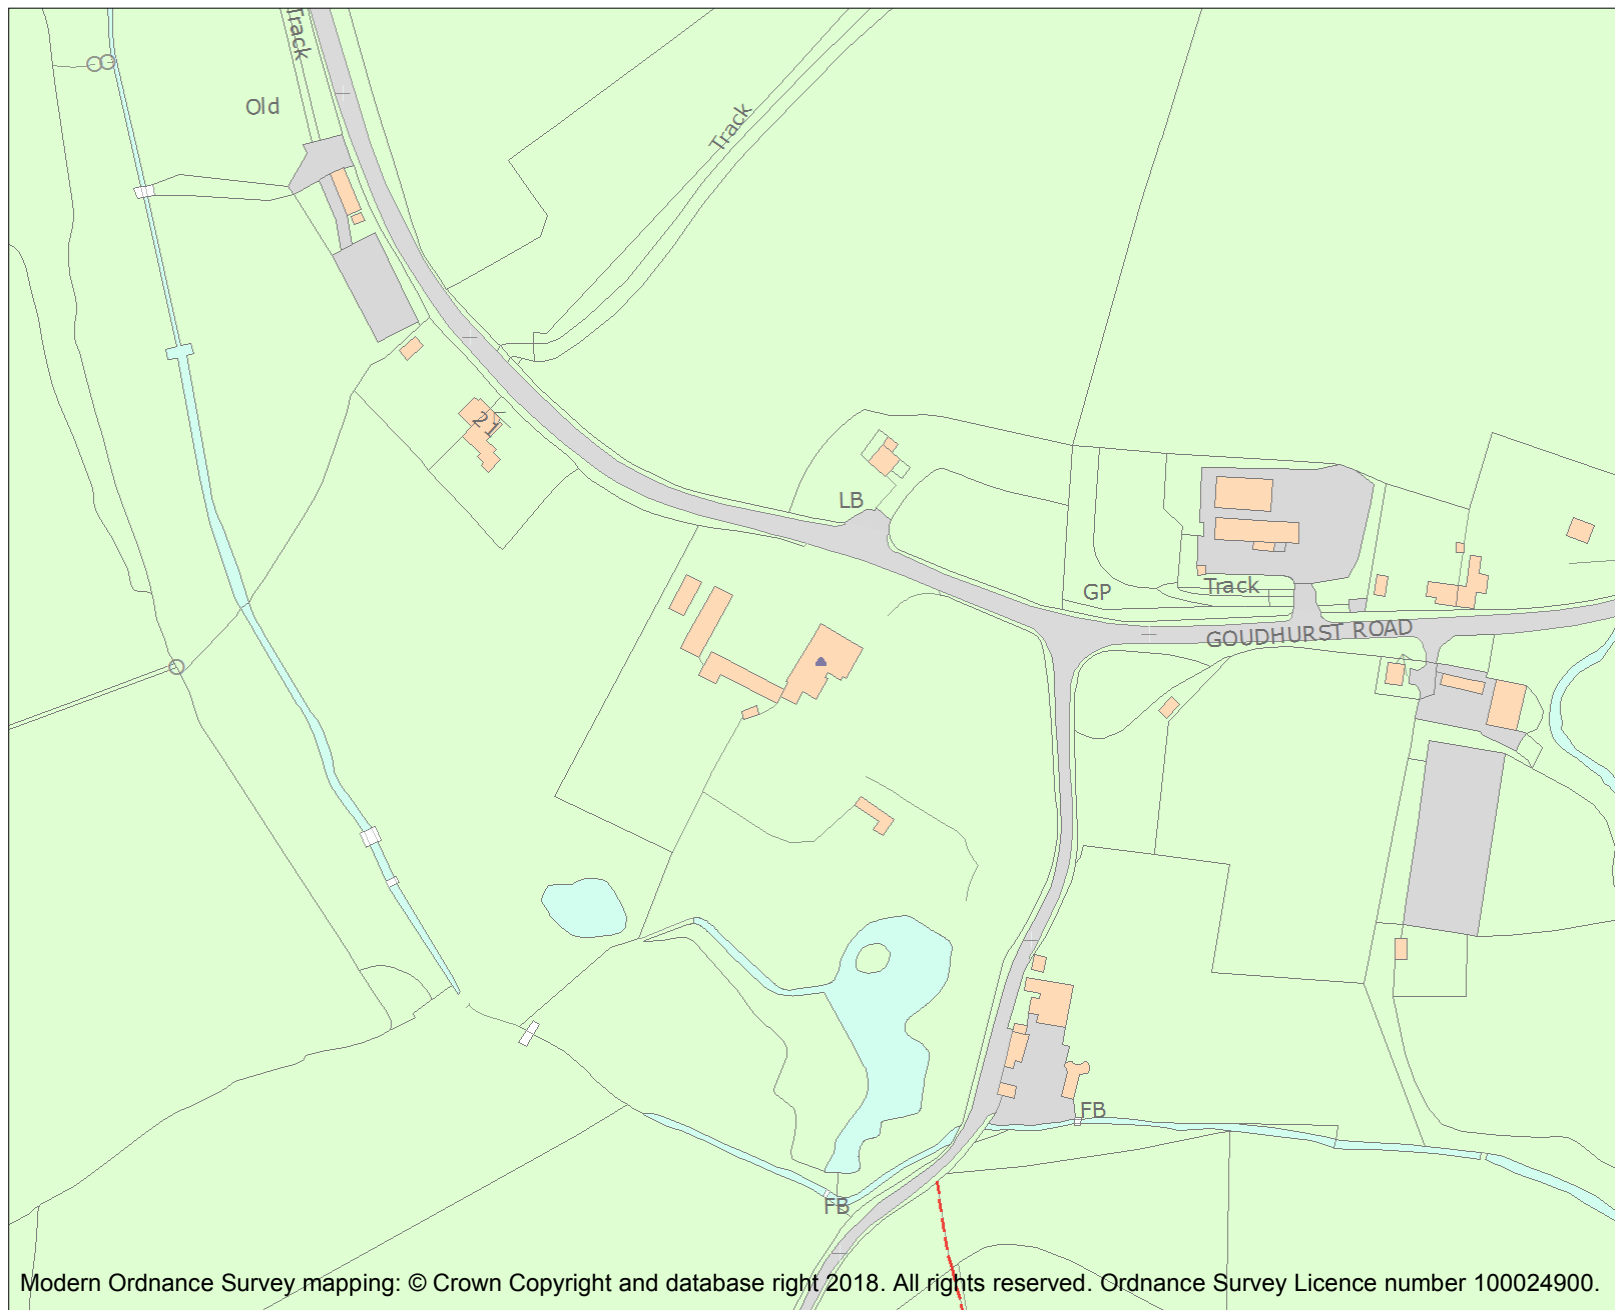 Track
Old
Track
21
LB
GP
Track
GOUDHURST ROAD
FB
FB
Modern Ordnance Survey mapping: © Crown Copyright and database right 2018. All rights reserved. Ordnance Survey Licence number 100024900.